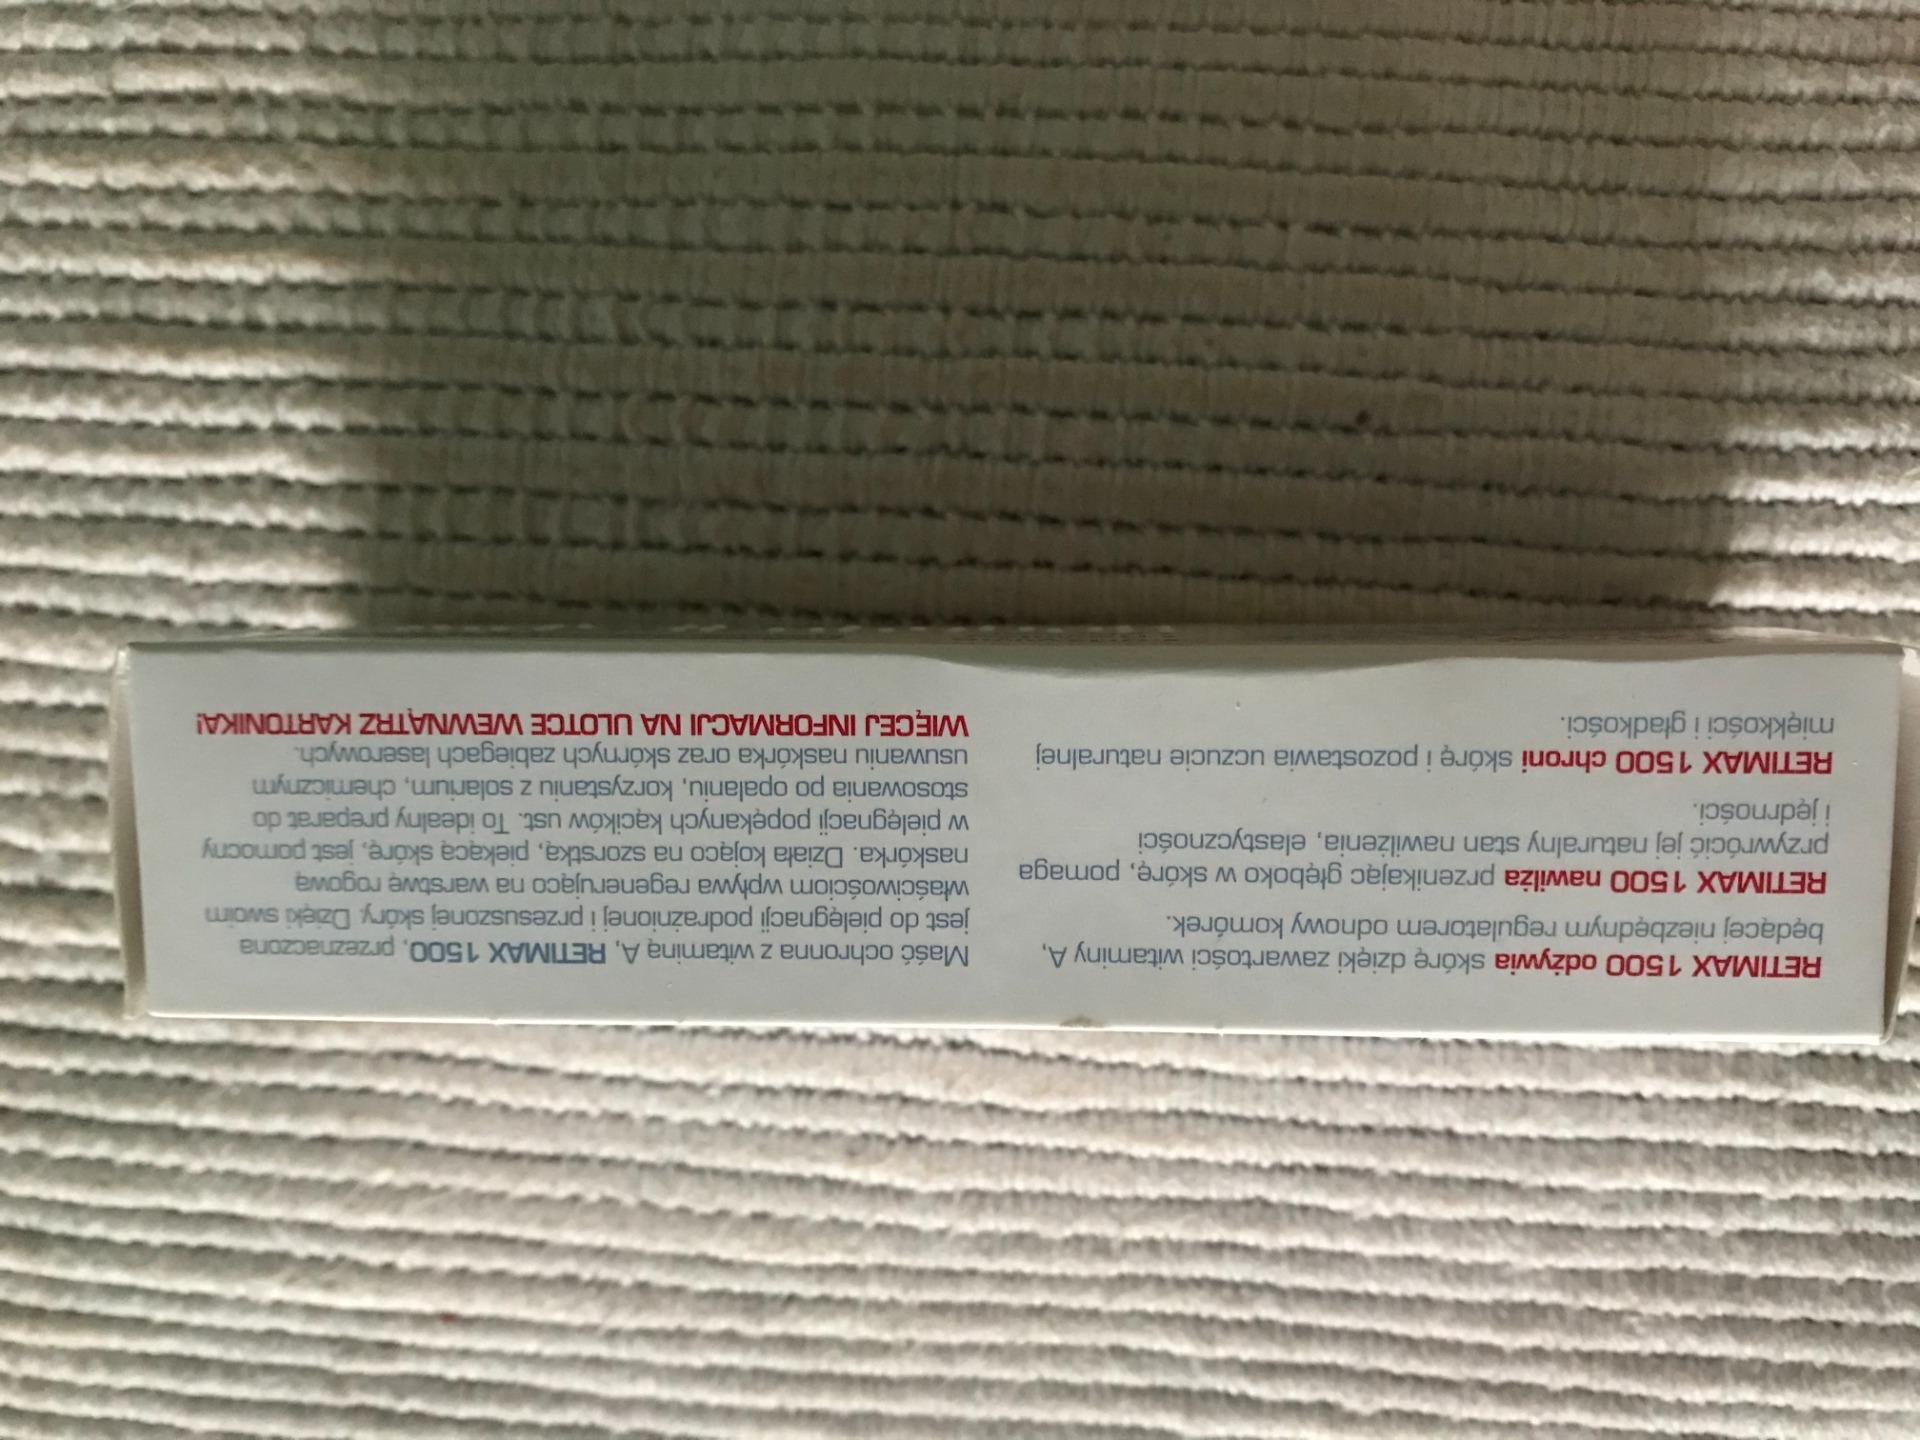 RETIMAX 1500 odżywia skórę dzięki zawartości witaminy A,
będącej niezbędnym regulatorem odnowy komórek.
RETIMAX 1500 nawilża przenikając głęboko w skórę, pomaga
przywrócić jej naturalny stan nawilżenia, elastyczności
i jędrności.
RETIMAX 1500 chroni skórę i pozostawia uczucie naturalnej
miękkości i gładkości.
Maść ochronna z witaminą A, RETIMAX 1500, przeznaczona
jest do pielęgnacji podrażnionej i przesuszonej skóry. Dzięki swoim
właściwościom wpływa regenerująco na warstwę rogową
naskórka. Działa kojąco na szorstką, piekącą skórę, jest pomocny
w pielęgnacji popękanych kącików ust. To idealny preparat do
stosowania po opalaniu, korzystaniu z solarium, chemicznym
usuwaniu naskórka oraz skórnych zabiegach laserowych.
WIĘCEJ INFORMACJI NA ULOTCE WEWNĄTRZ KARTONIKA!